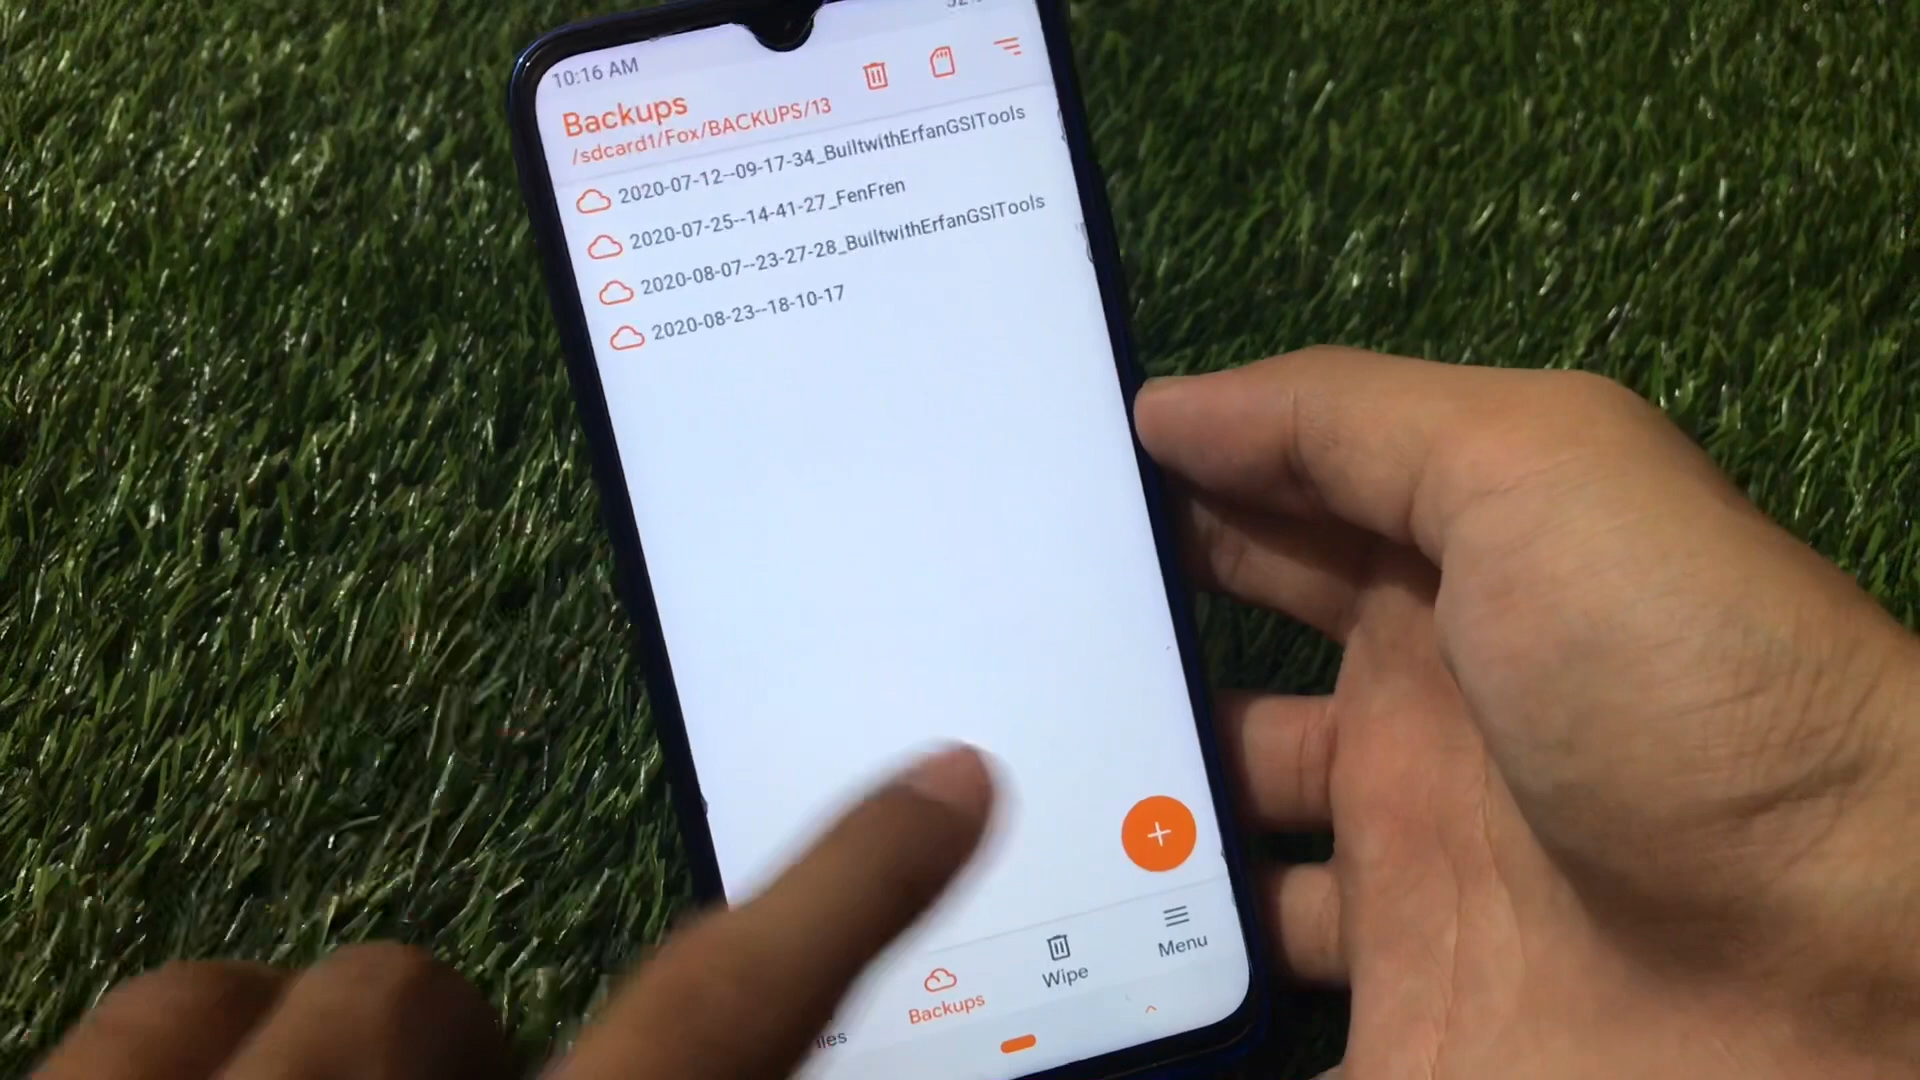 10:16 AM
Backups
/sdcard1/Fox/BACKUPS/13
2020-07-12--09-17-34_BuiltwithErfanGSITools
2020-07-25--14-41-27_FenFren
2020-08-07--23-27-28_BuiltwithErfanGSITools
2020-08-23--18-10-17
Backups
Wipe
Menu